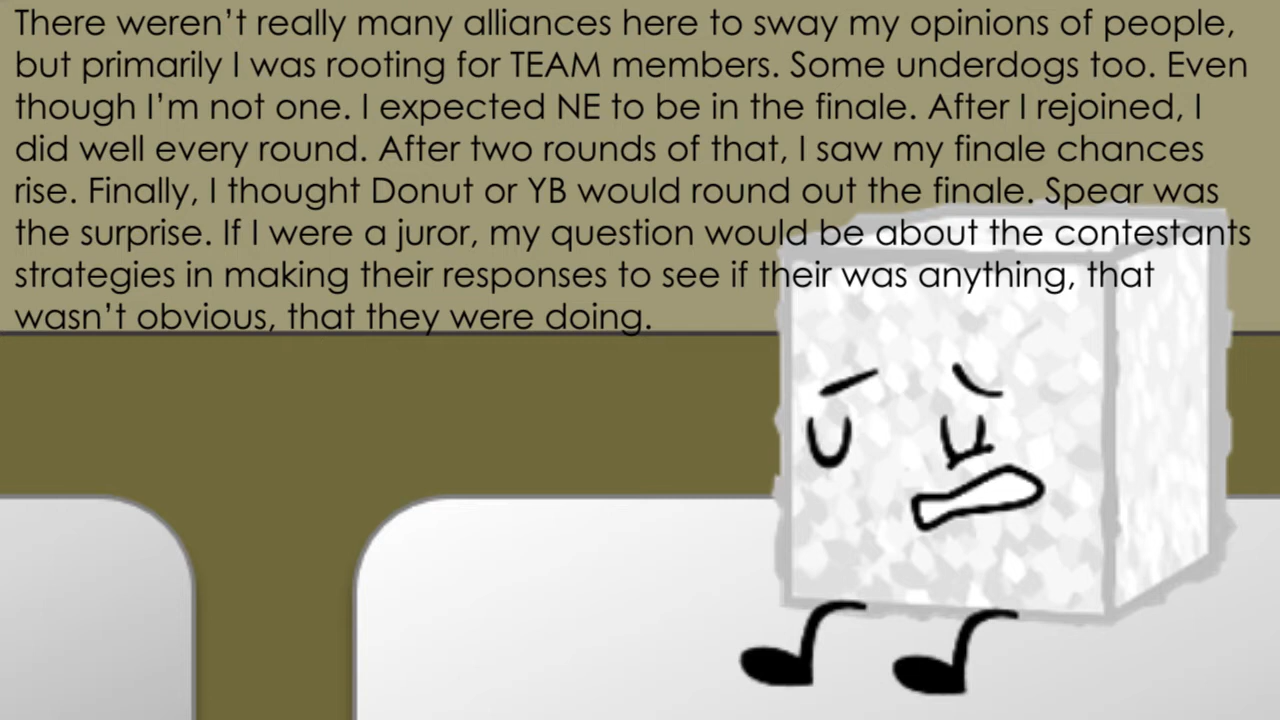 There weren't really many alliances here to sway my opinions of people,
but primarily I was rooting for TEAM members. Some underdogs too. Even
though I'm not one. I expected NE to be in the finale. After I rejoined, I
did well every round. After two rounds of that, I saw my finale chances
rise. Finally, I thought Donut or YB would round out the finale. Spear was
the surprise. If I were a juror, my question would be about the contestants
strategies in making their responses to see if their was anything, that
wasn't obvious, that they were doing.